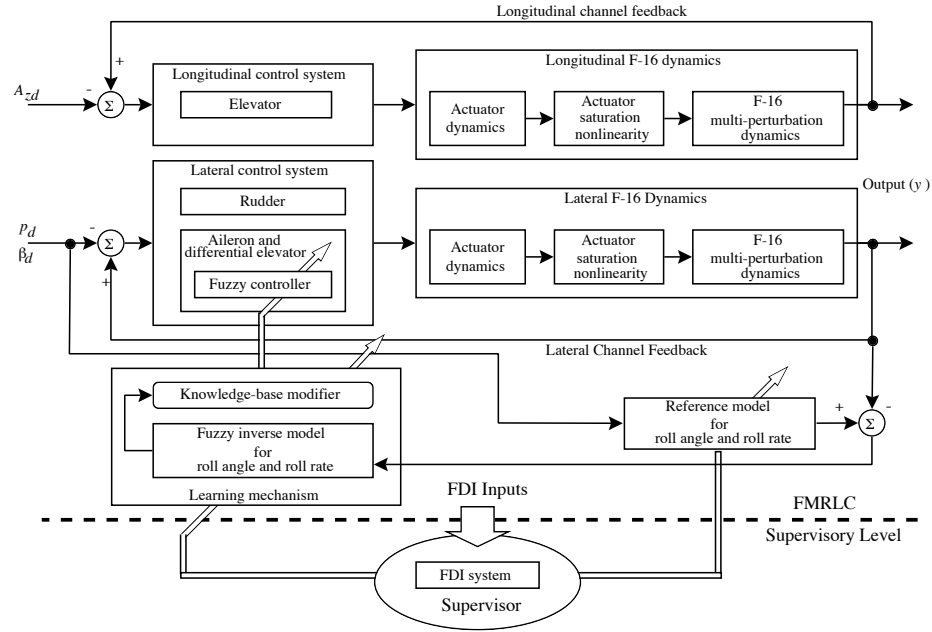 Longitudinal channel feedback
+
-
A_zd
Σ
Longitudinal control system
Elevator
Longitudinal F-16 dynamics
Actuator
dynamics
Actuator
saturation
nonlinearity
F-16
multi-perturbation
dynamics
Output (y )
Lateral control system
Rudder
Aileron and
differential elevator
Fuzzy controller
p_d
β_d
-
Σ
+
Lateral F-16 Dynamics
Actuator
dynamics
Actuator
saturation
nonlinearity
F-16
multi-perturbation
dynamics
Lateral Channel Feedback
Knowledge-base modifier
Fuzzy inverse model
for
roll angle and roll rate
Learning mechanism
Reference model
for
roll angle and roll rate
+
-
Σ
FDI Inputs
FMRLC
Supervisory Level
FDI system
Supervisor